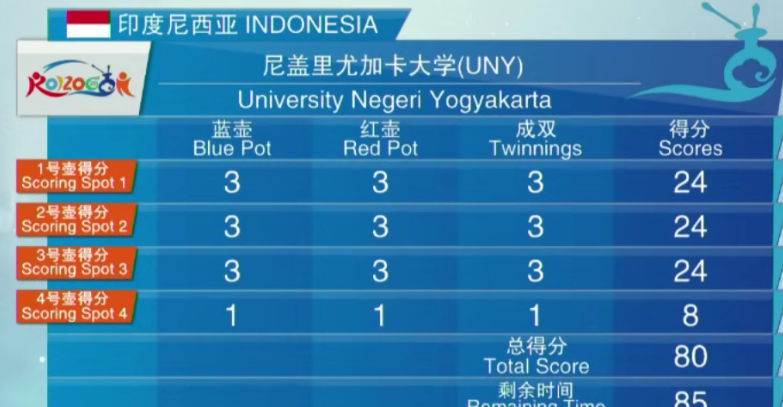 印度尼西亚 INDONESIA
尼盖里尤加卡大学(UNY)
University Negeri Yogyakarta
蓝壶 红壶 成双 得分
Blue Pot Red Pot Twinnings Scores
1号壶得分
Scoring Spot 1 3 3 3 24
2号壶得分
Scoring Spot 2 3 3 3 24
3号壶得分
Scoring Spot 3 3 3 3 24
4号壶得分
Scoring Spot 4 1 1 1 8
总得分
Total Score 80
剩余时间
Remaining Time 85